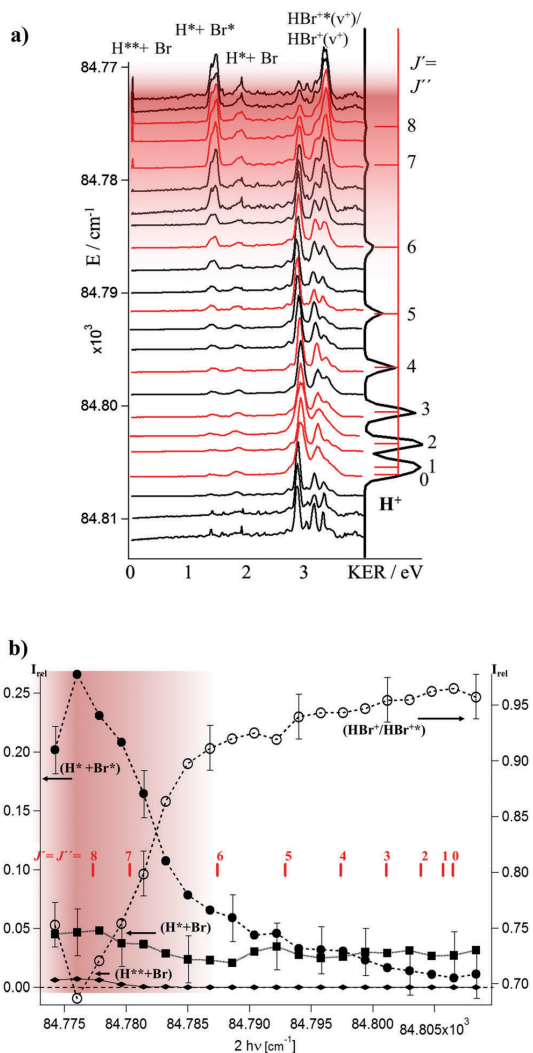 a)
H**+ Br
H*+ Br*
H*+ Br
HBr⁺*(v⁺)/
HBr⁺(v⁺)
J'=
J''
84.77
84.78
84.79
84.80
84.81
E / cm⁻¹
x10³
8
7
6
5
4
3
2
1
0
H⁺
0
1
2
3
KER / eV
b)
I_rel
I_rel
0.25
0.20
0.15
0.10
0.05
0.00
0.95
0.90
0.85
0.80
0.75
0.70
(H*+Br*)
(HBr⁺/HBr⁺*)
J'= J''= 8 7 6 5 4 3 2 1 0
(H*+Br)
(H**+Br)
84.775 84.780 84.785 84.790 84.795 84.800 84.805x10³
2 hν [cm⁻¹]